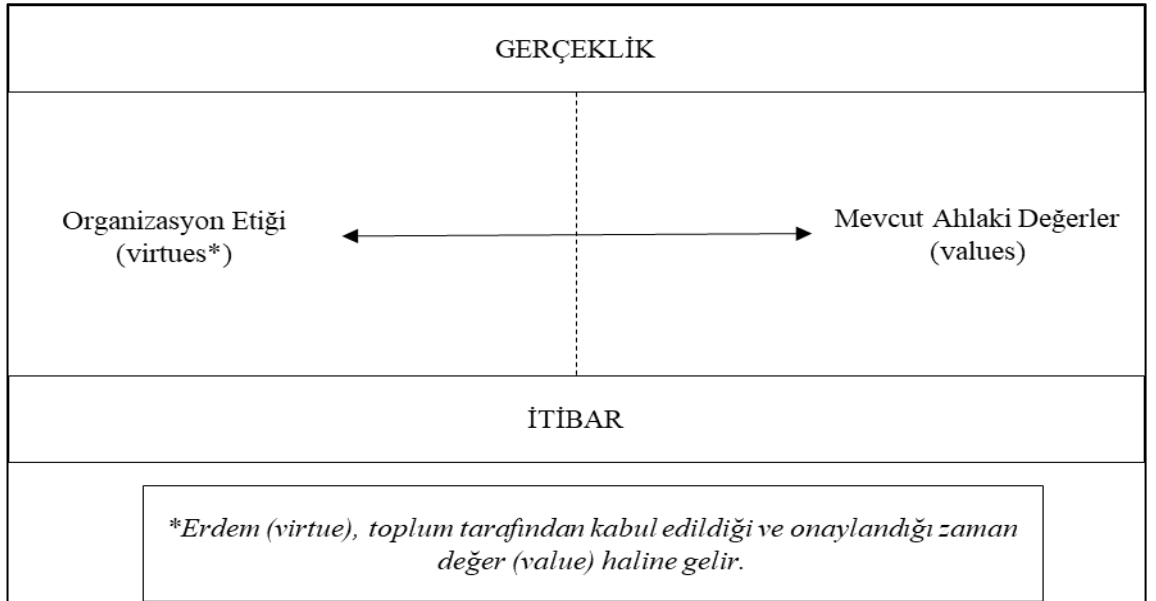 GERÇEKLİK
Organizasyon Etiği
(virtues*)
Mevcut Ahlaki Değerler
(values)
İTİBAR
*Erdem (virtue), toplum tarafından kabul edildiği ve onaylandığı zaman
değer (value) haline gelir.